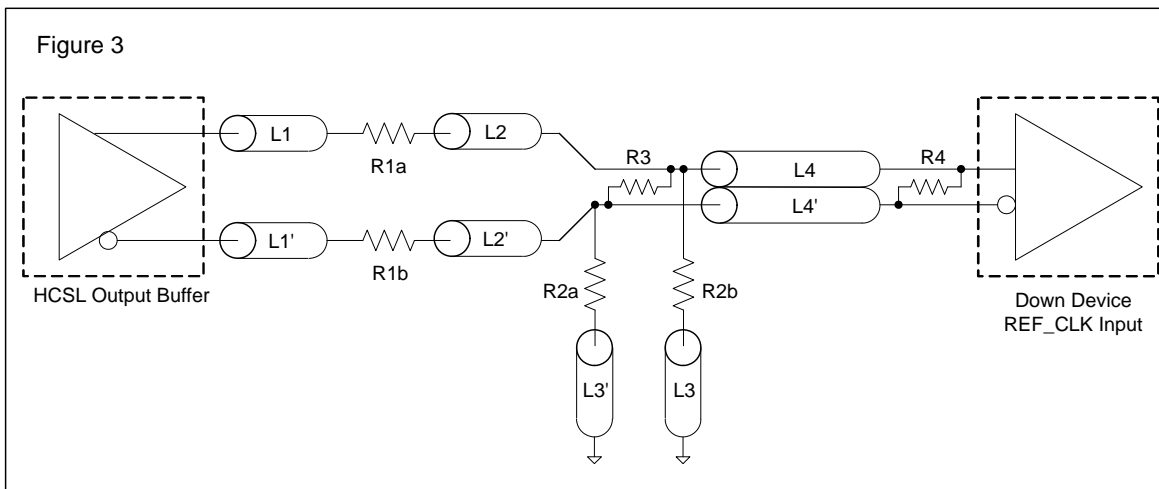 Figure 3
L1
R1a
L2
R3
L4
R4
L4'
L1'
R1b
L2'
HCSL Output Buffer
R2a
R2b
Down Device
REF_CLK Input
L3'
L3